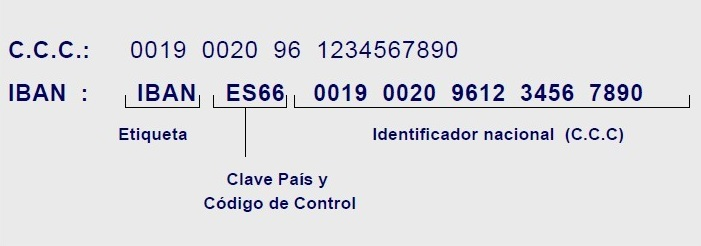 C.C.C.: 0019 0020 96 1234567890
IBAN : IBAN ES66 0019 0020 9612 3456 7890
Etiqueta Identificador nacional (C.C.C)
Clave País y
Código de Control